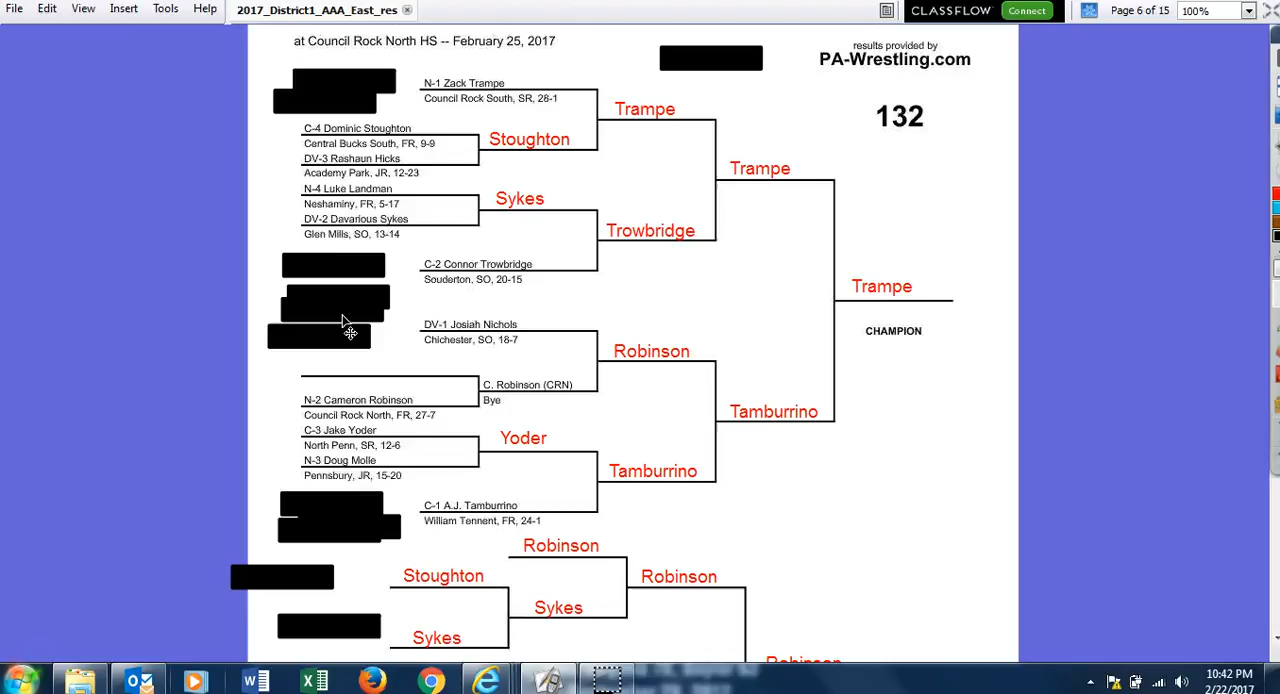 File Edit View Insert Tools Help
2017_District1_AAA_East_res
CLASSFLOW Connect
Page 6 of 15
100%
at Council Rock North HS -- February 25, 2017
results provided by
PA-Wrestling.com
132
N-1 Zack Trampe
Council Rock South, SR, 28-1
Trampe
C-4 Dominic Stoughton
Central Bucks South, FR, 9-9
Stoughton
DV-3 Rashaun Hicks
Academy Park, JR, 12-23
Trampe
N-4 Luke Landman
Neshaminy, FR, 5-17
Sykes
DV-2 Davarious Sykes
Glen Mills, SO, 13-14
Trowbridge
C-2 Connor Trowbridge
Souderton, SO, 20-15
Trampe
CHAMPION
DV-1 Josiah Nichols
Chichester, SO, 18-7
Robinson
C. Robinson (CRN)
Bye
N-2 Cameron Robinson
Council Rock North, FR, 27-7
Tamburrino
C-3 Jake Yoder
North Penn, SR, 12-6
Yoder
N-3 Doug Molle
Pennsbury, JR, 15-20
Tamburrino
C-1 A.J. Tamburrino
William Tennent, FR, 24-1
Robinson
Stoughton
Robinson
Sykes
Sykes
Robinson
10:42 PM
2/22/2017